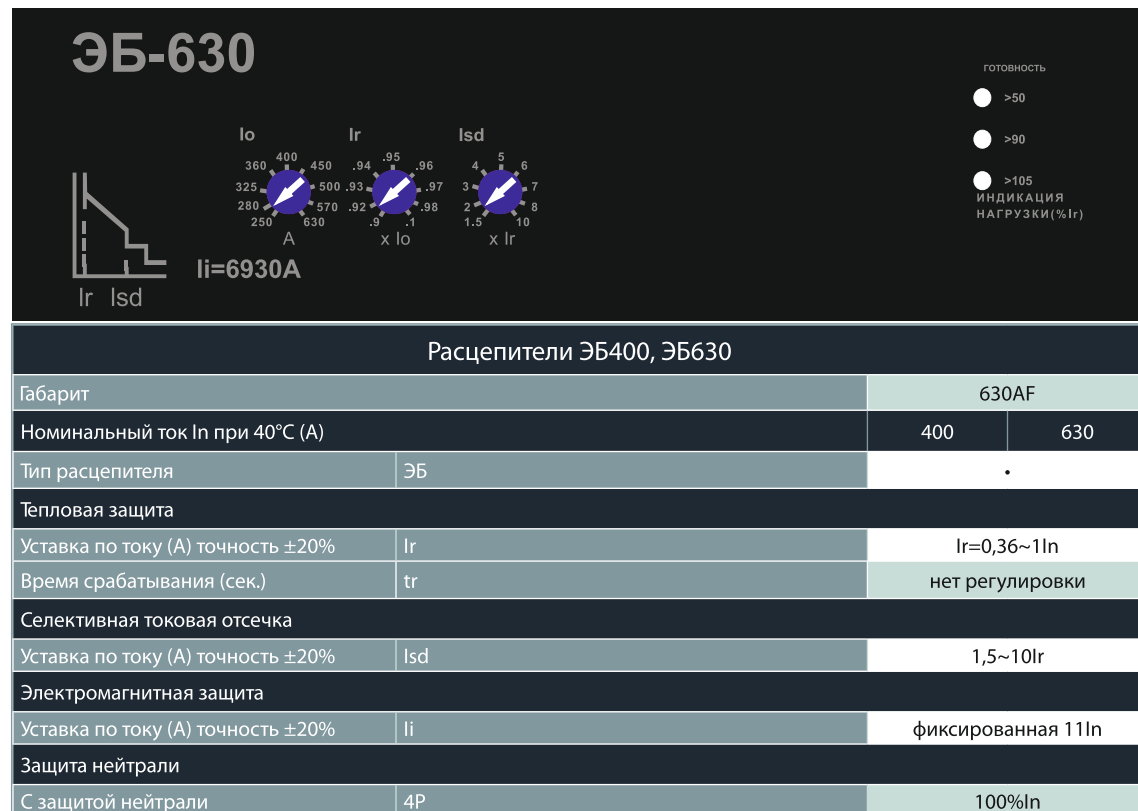 ЭБ-630
готовность
>50
>90
>105
ИНДИКАЦИЯ
НАГРУЗКИ(%Ir)
Io
250
280
325
360
400
450
500
570
630
A
Ir
.9
.92
.93
.94
.95
.96
.97
.98
.1
x Io
Isd
1.5
2
3
4
5
6
7
8
10
x Ir
Ir Isd
Ii=6930A
Расцепители ЭБ400, ЭБ630
Габарит 630AF
Номинальный ток In при 40°C (A) 400 630
Тип расцепителя ЭБ •
Тепловая защита
Уставка по току (A) точность ±20% Ir Ir=0,36~1In
Время срабатывания (сек.) tr нет регулировки
Селективная токовая отсечка
Уставка по току (A) точность ±20% Isd 1,5~10Ir
Электромагнитная защита
Уставка по току (A) точность ±20% Ii фиксированная 11In
Защита нейтрали
С защитой нейтрали 4P 100%In